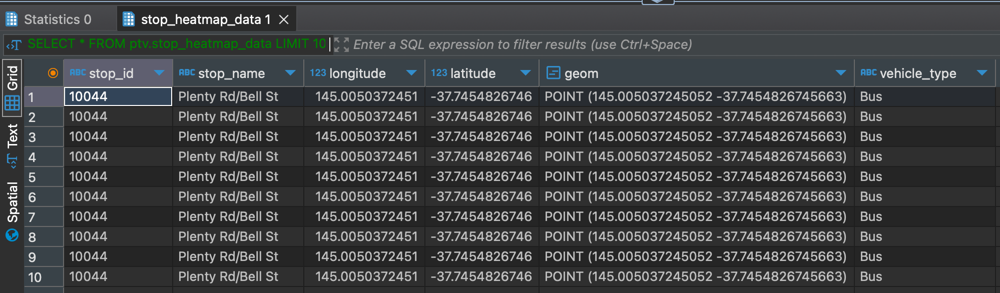 Statistics 0 stop_heatmap_data 1
SELECT * FROM ptv.stop_heatmap_data LIMIT 10 Enter a SQL expression to filter results (use Ctrl+Space)
Grid
Text
Spatial
ABC stop_id ABC stop_name 123 longitude 123 latitude geom ABC vehicle_type
1 10044 Plenty Rd/Bell St 145.0050372451 -37.7454826746 POINT (145.005037245052 -37.7454826745663) Bus
2 10044 Plenty Rd/Bell St 145.0050372451 -37.7454826746 POINT (145.005037245052 -37.7454826745663) Bus
3 10044 Plenty Rd/Bell St 145.0050372451 -37.7454826746 POINT (145.005037245052 -37.7454826745663) Bus
4 10044 Plenty Rd/Bell St 145.0050372451 -37.7454826746 POINT (145.005037245052 -37.7454826745663) Bus
5 10044 Plenty Rd/Bell St 145.0050372451 -37.7454826746 POINT (145.005037245052 -37.7454826745663) Bus
6 10044 Plenty Rd/Bell St 145.0050372451 -37.7454826746 POINT (145.005037245052 -37.7454826745663) Bus
7 10044 Plenty Rd/Bell St 145.0050372451 -37.7454826746 POINT (145.005037245052 -37.7454826745663) Bus
8 10044 Plenty Rd/Bell St 145.0050372451 -37.7454826746 POINT (145.005037245052 -37.7454826745663) Bus
9 10044 Plenty Rd/Bell St 145.0050372451 -37.7454826746 POINT (145.005037245052 -37.7454826745663) Bus
10 10044 Plenty Rd/Bell St 145.0050372451 -37.7454826746 POINT (145.005037245052 -37.7454826745663) Bus